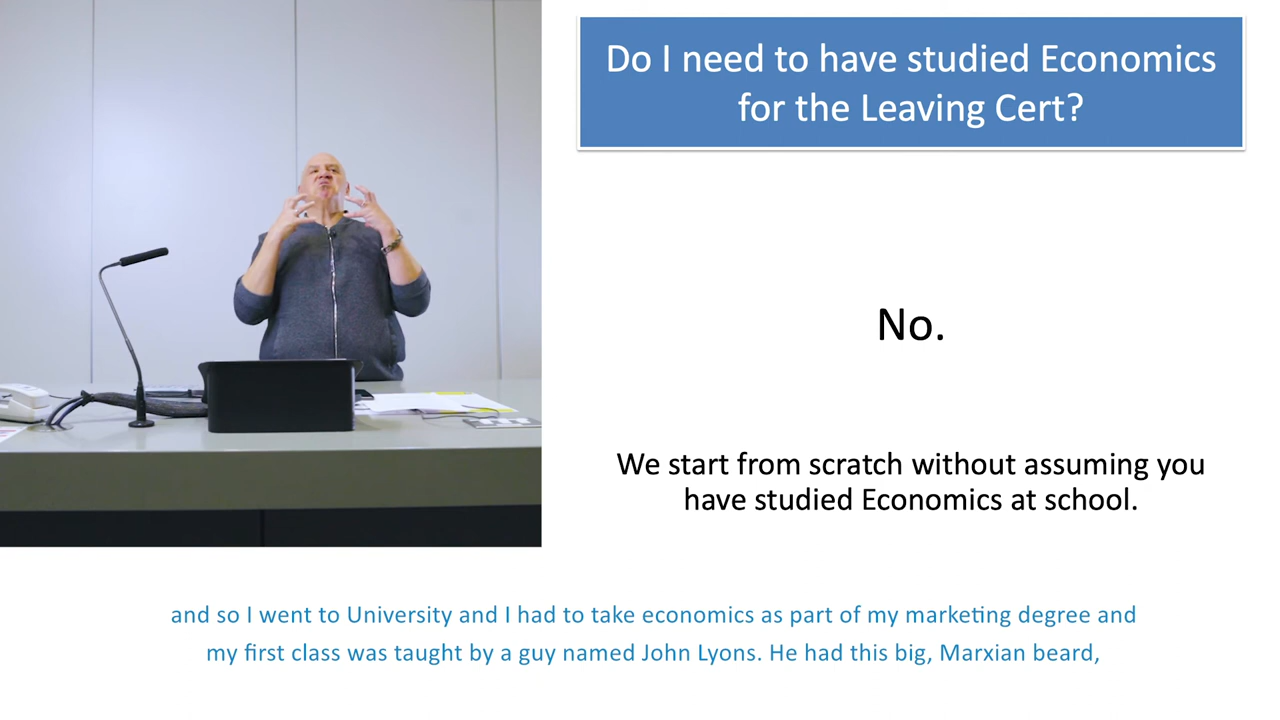 Do I need to have studied Economics
for the Leaving Cert?
No.
We start from scratch without assuming you
have studied Economics at school.
and so I went to University and I had to take economics as part of my marketing degree and
my first class was taught by a guy named John Lyons. He had this big, Marxian beard,